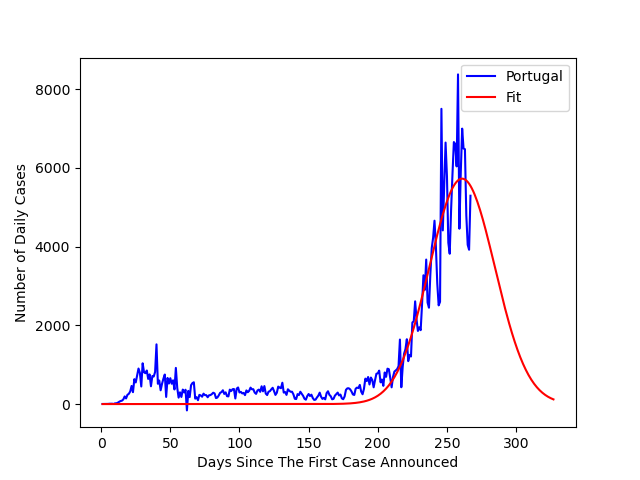 Portugal
Fit
Number of Daily Cases
8000
6000
4000
2000
0
0 50 100 150 200 250 300
Days Since The First Case Announced